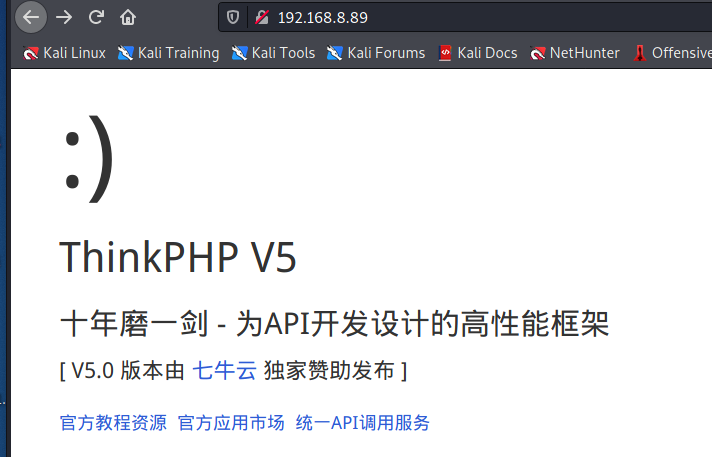 192.168.8.89
Kali Linux Kali Training Kali Tools Kali Forums Kali Docs NetHunter Offensive
:)
ThinkPHP V5
十年磨一剑 - 为API开发设计的高性能框架
[ V5.0 版本由 七牛云 独家赞助发布 ]
官方教程资源 官方应用市场 统一API调用服务